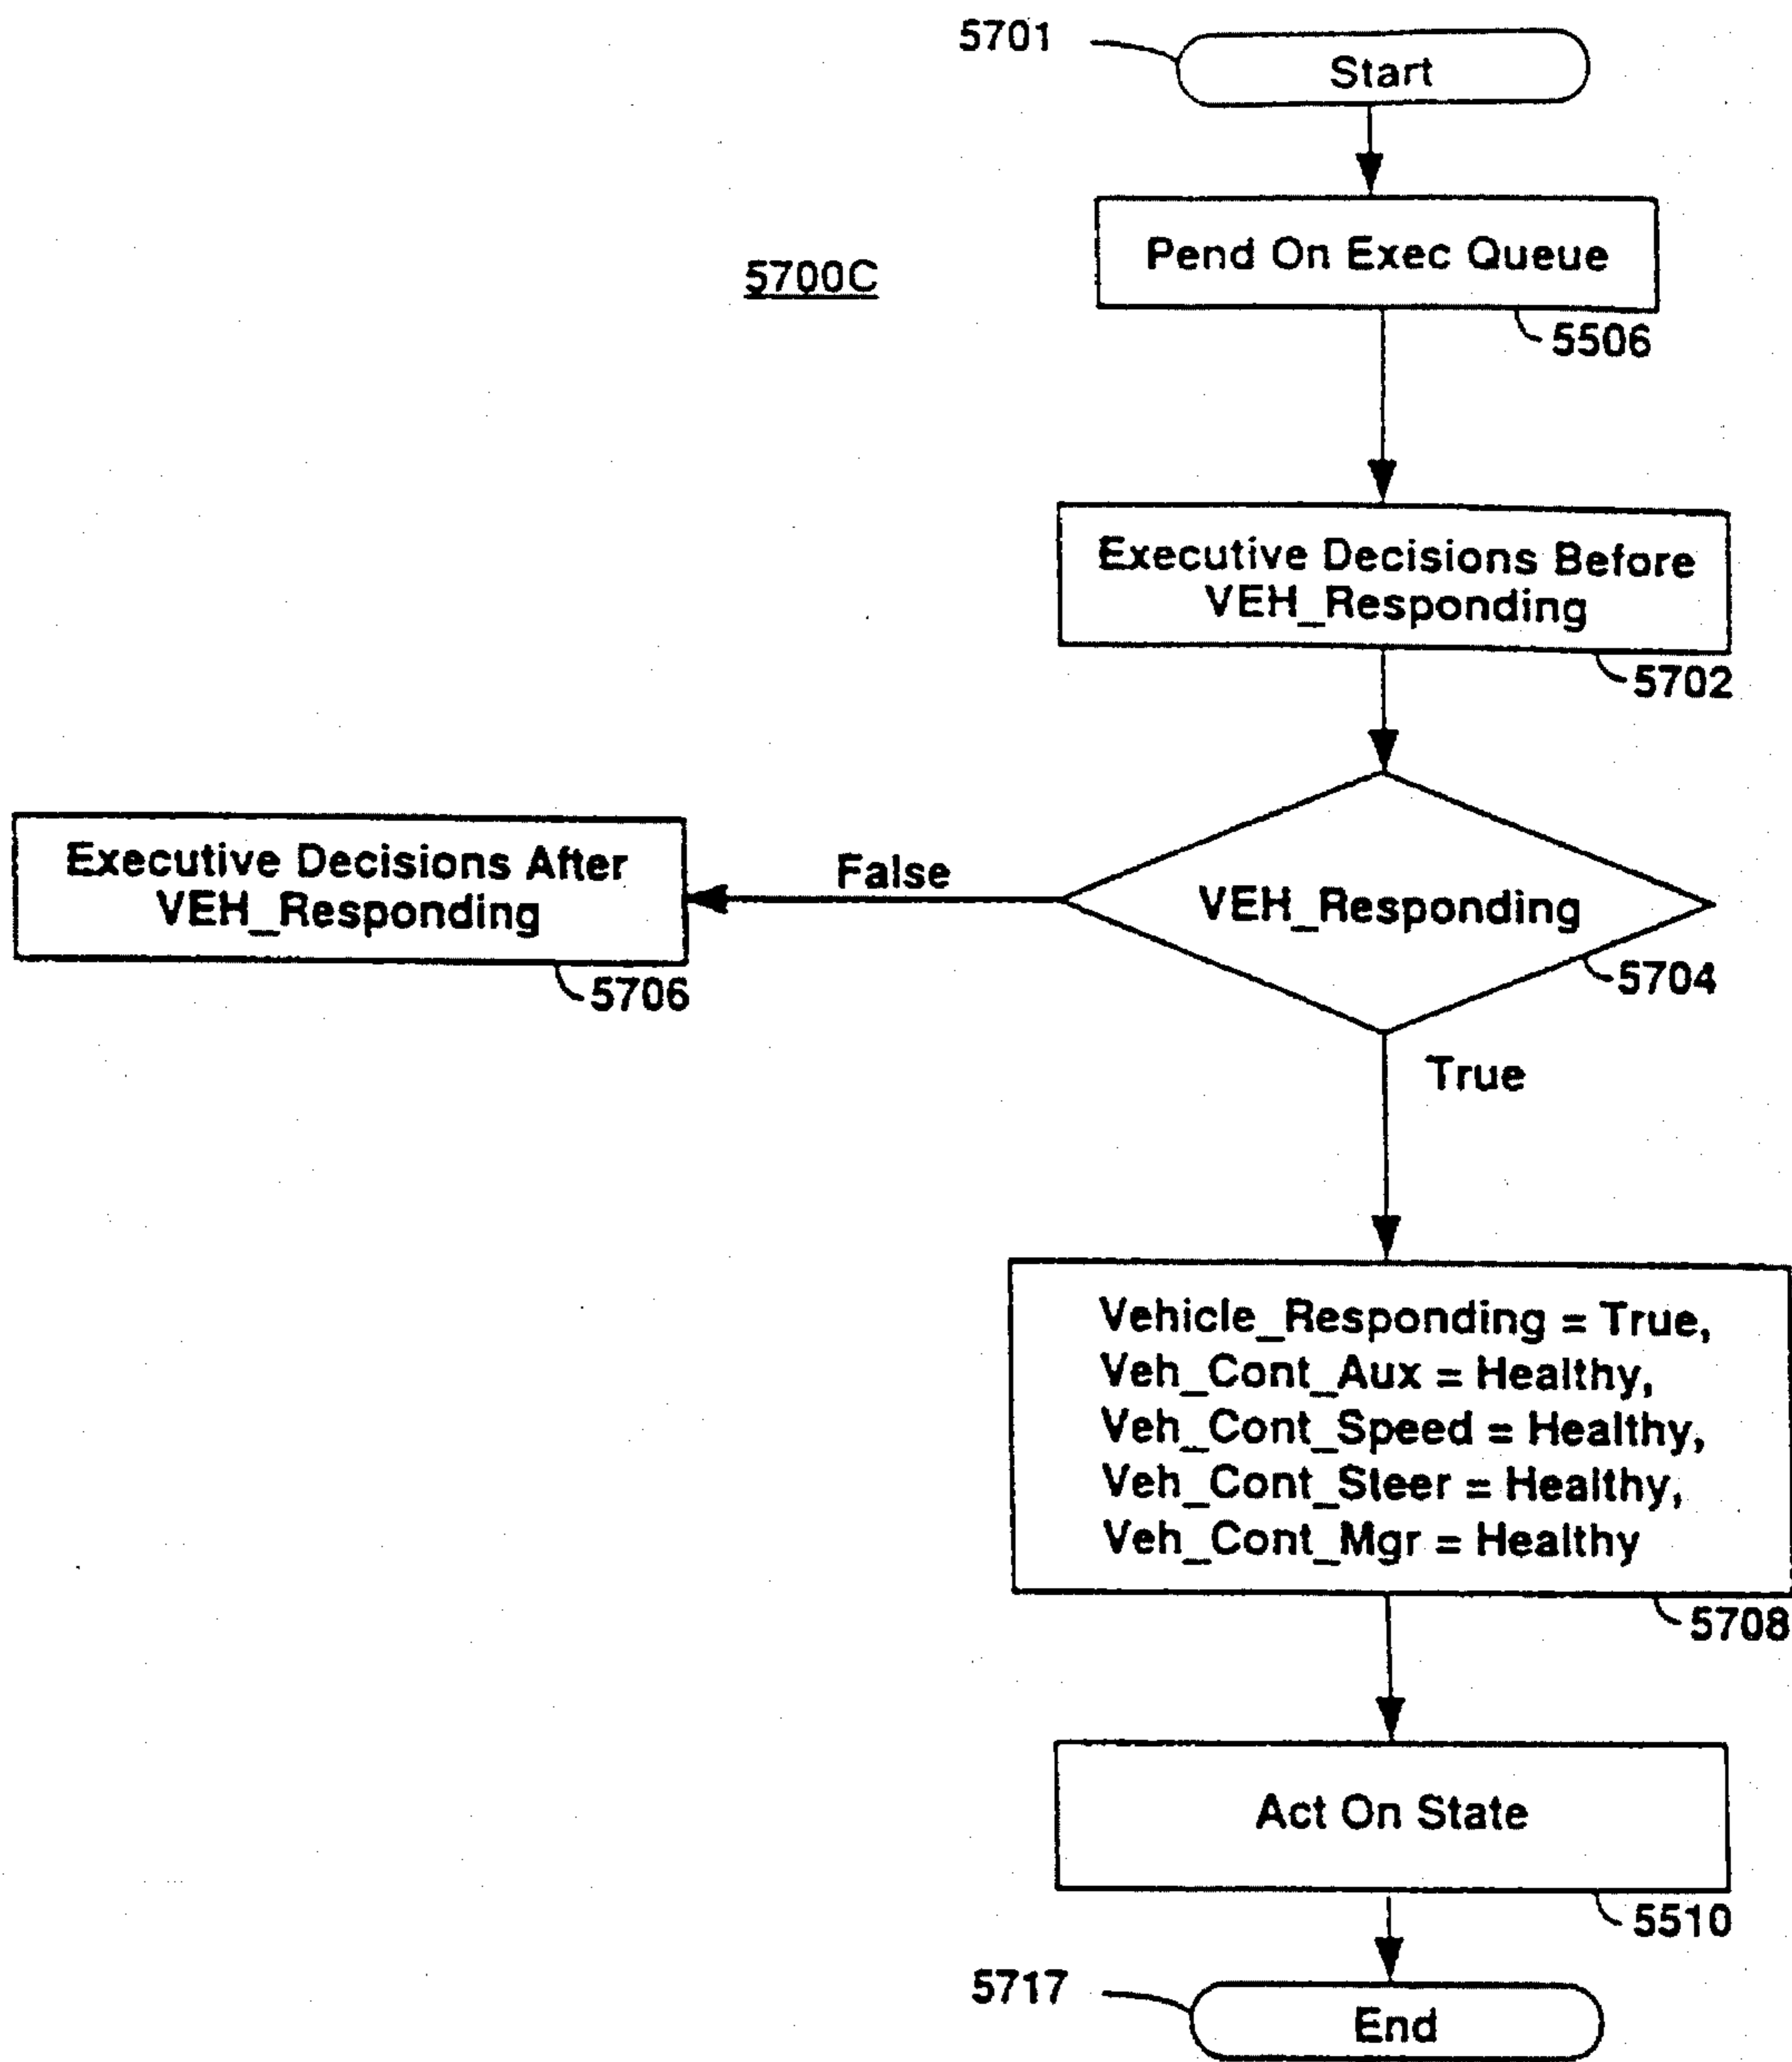 5701
Start
Pend On Exec Queue
5700C
5506
Executive Decisions Before
VEH_Responding
5702
Executive Decisions After
VEH_Responding
False
VEH_Responding
5706
5704
True
Vehicle_Responding = True,
Veh_Cont_Aux = Healthy,
Veh_Cont_Speed = Healthy,
Veh_Cont_Steer = Healthy,
Veh_Cont_Mgr = Healthy
5708
Act On State
5510
5717
End